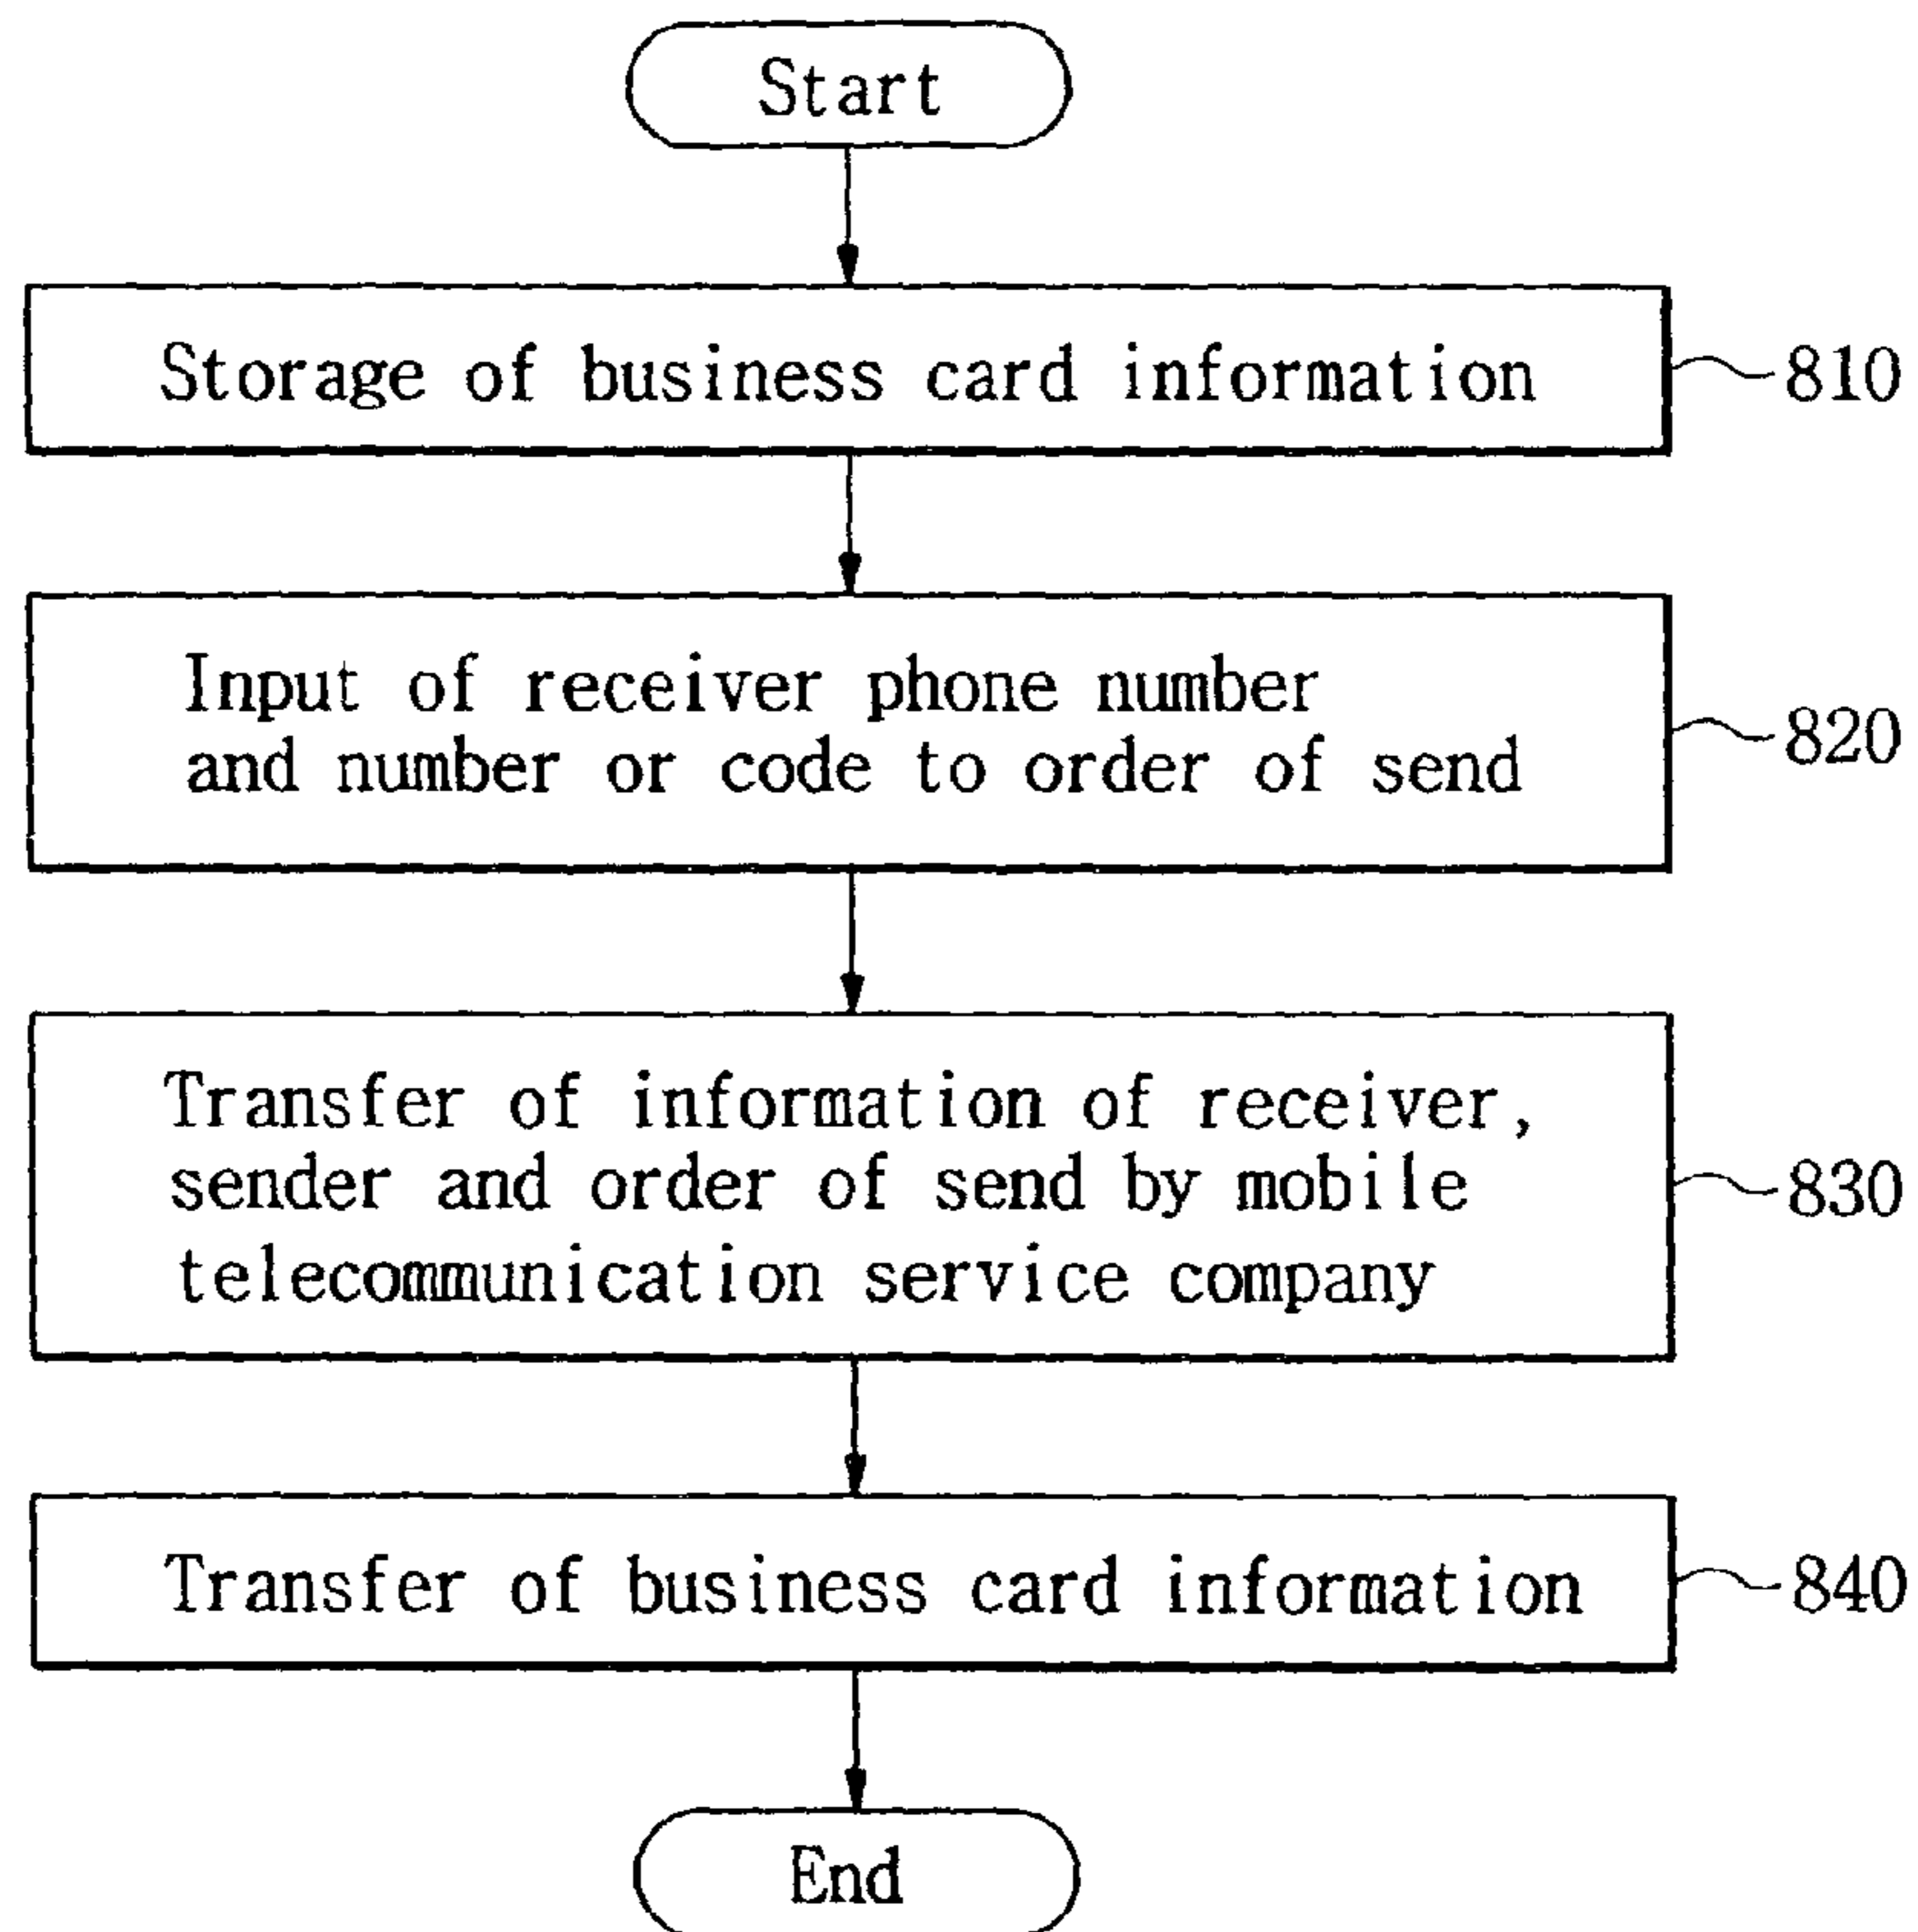 Start
Storage of business card information
810
Input of receiver phone number
and number or code to order of send
820
Transfer of information of receiver,
sender and order of send by mobile
telecommunication service company
830
Transfer of business card information
840
End